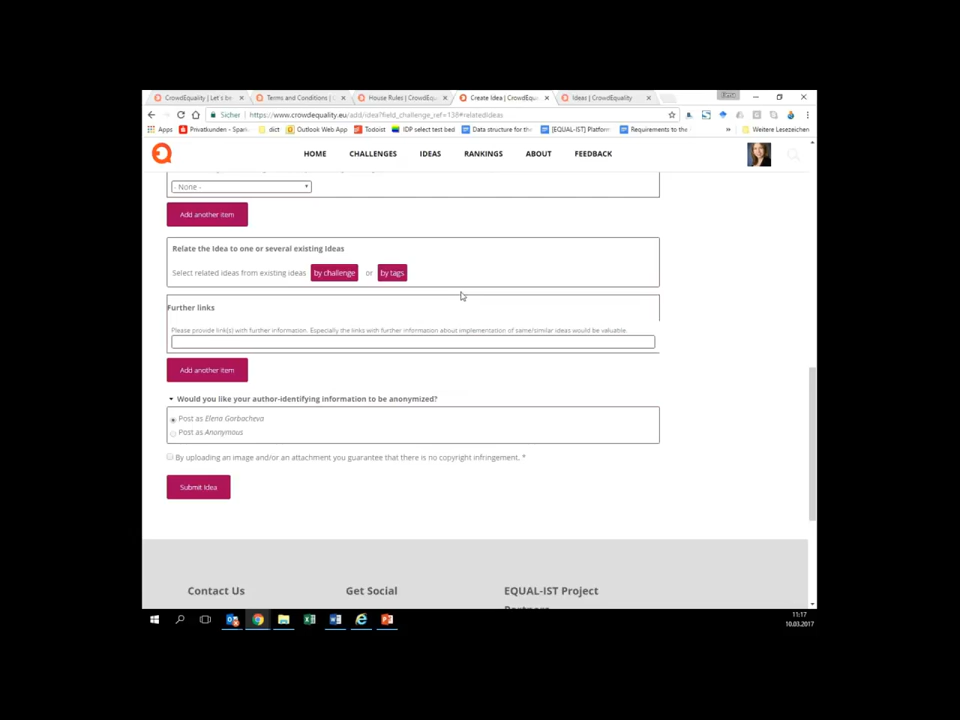 CrowdEquality | Let's be
Terms and Conditions |
House Rules | CrowdEqu
Create Idea | CrowdEqu
Ideas | CrowdEquality
Sicher
https://www.crowdequality.eu/add/idea?field_challenge_ref=138#relatedideas
Apps
Privatkunden - Spark
dict
Outlook Web App
Todoist
IDP select test bed
Data structure for the
[EQUAL-IST] Platform
Requirements to the
»
Weitere Lesezeichen
HOME
CHALLENGES
IDEAS
RANKINGS
ABOUT
FEEDBACK
- None -
Add another item
Relate the Idea to one or several existing Ideas
Select related ideas from existing ideas by challenge or by tags
Further links
Please provide link(s) with further information. Especially the links with further information about implementation of same/similar ideas would be valuable.
Add another item
Would you like your author-identifying information to be anonymized?
Post as Elena Gorbacheva
Post as Anonymous
By uploading an image and/or an attachment you guarantee that there is no copyright infringement. *
Submit Idea
Contact Us
Get Social
EQUAL-IST Project
Partners
11:17
10.03.2017